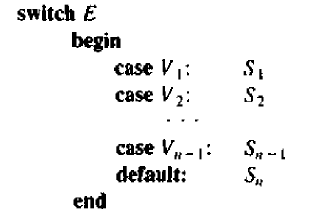 switch E
begin
case V₁: S₁
case V₂: S₂
. . .
case Vₙ₋₁: Sₙ₋₁
default: Sₙ
end